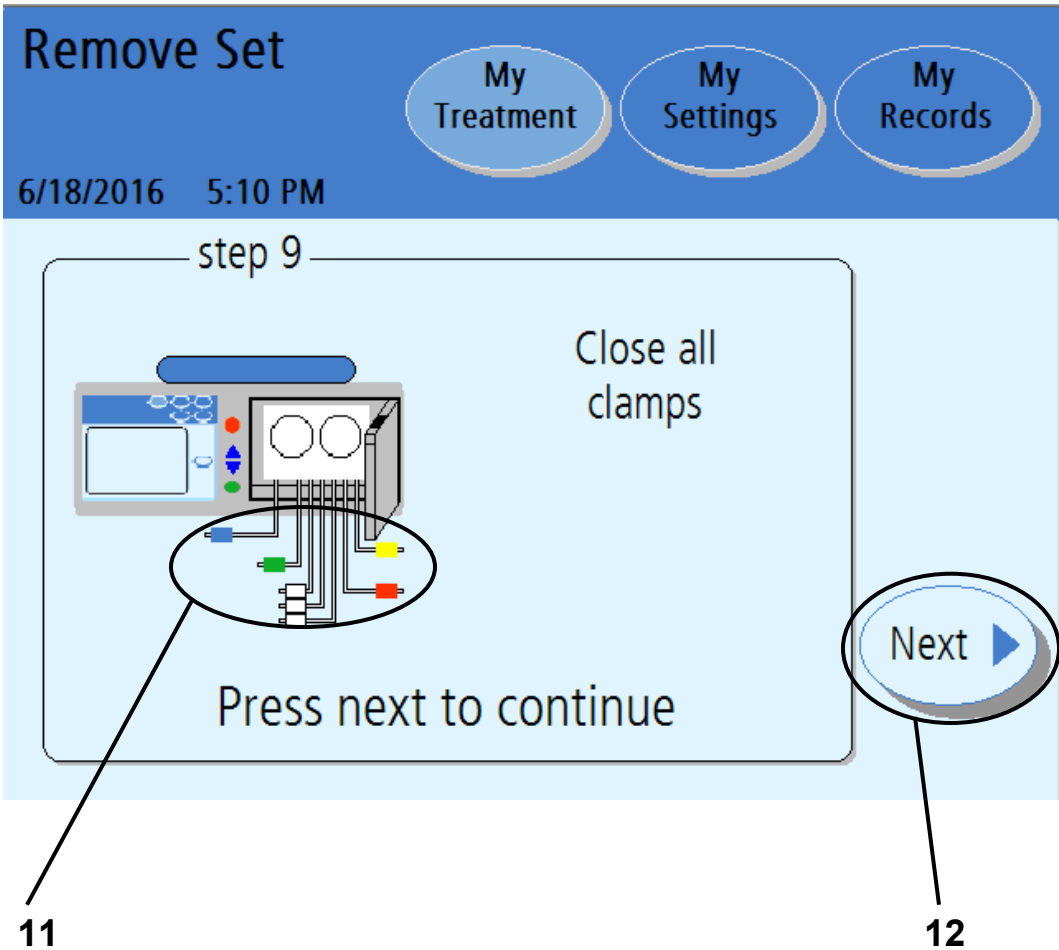 Remove Set
My
Treatment
My
Settings
My
Records
6/18/2016 5:10 PM
step 9
Close all
clamps
Next
Press next to continue
11
12